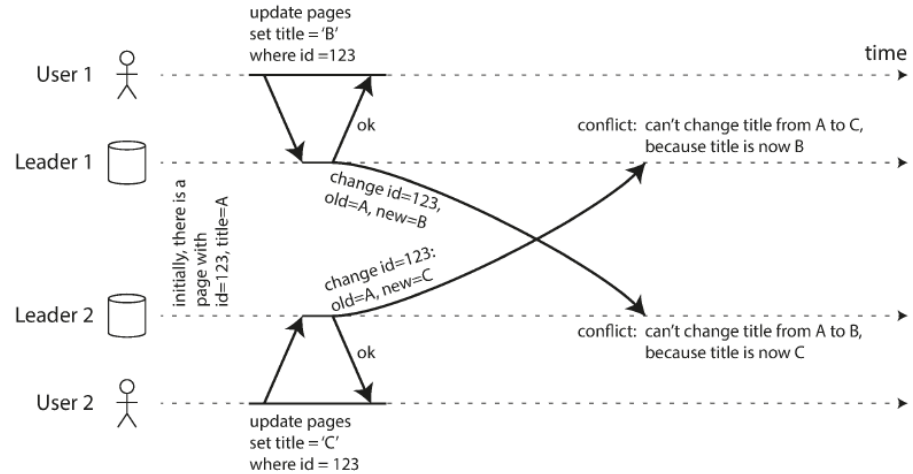 update pages
set title = ‘B’
where id =123
time
User 1
ok
conflict: can’t change title from A to C,
because title is now B
Leader 1
change id=123,
old=A, new=B
initially, there is a
page with
id=123, title=A
change id=123:
old=A, new=C
Leader 2
conflict: can’t change title from A to B,
because title is now C
ok
User 2
update pages
set title = ‘C’
where id = 123